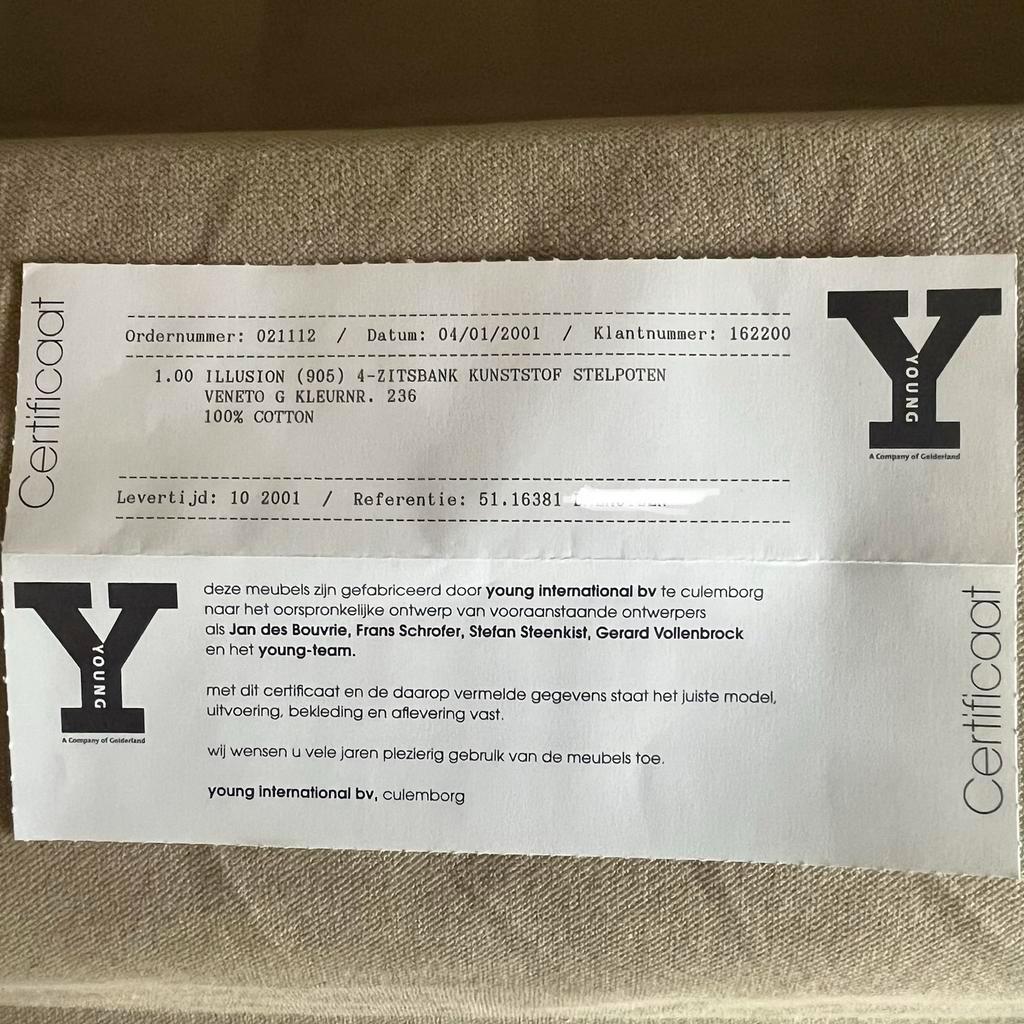 Certificaat
Ordernummer: 021112 / Datum: 04/01/2001 / Klantnummer: 162200
1.00 ILLUSION (905) 4-ZITSBANK KUNSTSTOF STELPOTEN
VENETO G KLEURNR. 236
100% COTTON
Levertijd: 10 2001 / Referentie: 51.16381
YOUNG
A Company of Gelderland
YOUNG
A Company of Gelderland
deze meubels zijn gefabriceerd door young international bv te culemborg
naar het oorspronkelijke ontwerp van vooraanstaande ontwerpers
als Jan des Bouvrie, Frans Schrofer, Stefan Steenkist, Gerard Vollenbrock
en het young-team.
met dit certificaat en de daarop vermelde gegevens staat het juiste model,
uitvoering, bekleding en aflevering vast.
wij wensen u vele jaren plezierig gebruik van de meubels toe.
young international bv, culemborg
Certificaat